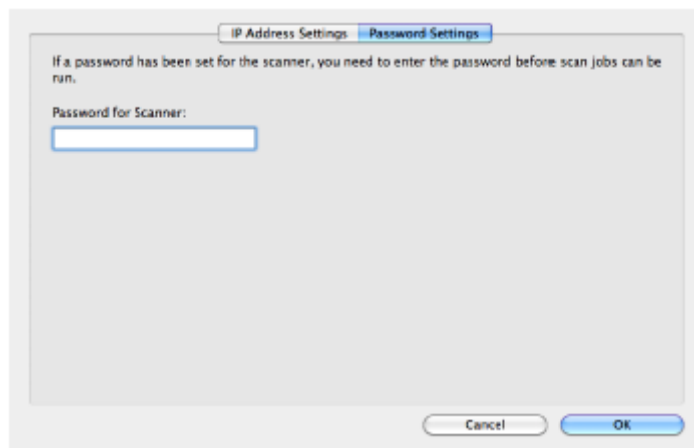 IP Address Settings Password Settings
If a password has been set for the scanner, you need to enter the password before scan jobs can be
run.
Password for Scanner:
Cancel OK